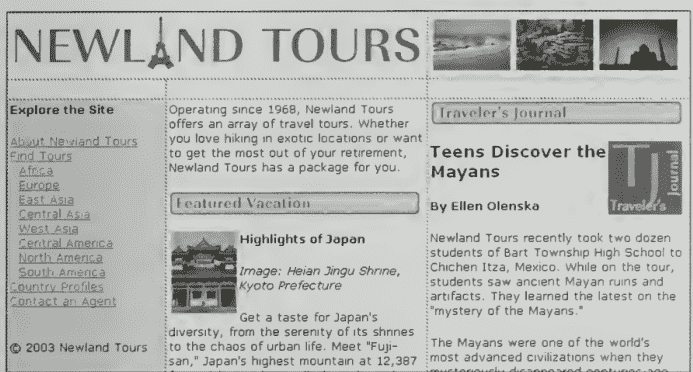 NEWLAND TOURS
Explore the Site
About Newland Tours
Find Tours
Africa
Europe
East Asia
Central Asia
West Asia
Central America
North America
South America
Country Profiles
Contact an Agent
© 2003 Newland Tours
Operating since 1968, Newland Tours
offers an array of travel tours. Whether
you love hiking in exotic locations or want
to get the most out of your retirement,
Newland Tours has a package for you.
Featured Vacation
Highlights of Japan
Image: Heian Jingu Shrine,
Kyoto Prefecture
Get a taste for Japan's
diversity, from the serenity of its shrines
to the chaos of urban life. Meet "Fuji-
san," Japan's highest mountain at 12,387
Traveler's Journal
Teens Discover the
Mayans
TJ
Traveler's
Journal
By Ellen Olenska
Newland Tours recently took two dozen
students of Bart Township High School to
Chichen Itza, Mexico. While on the tour,
students saw ancient Mayan ruins and
artifacts. They learned the latest on the
"mystery of the Mayans."
The Mayans were one of the world's
most advanced civilizations when they
mysteriously disappeared centuries ago